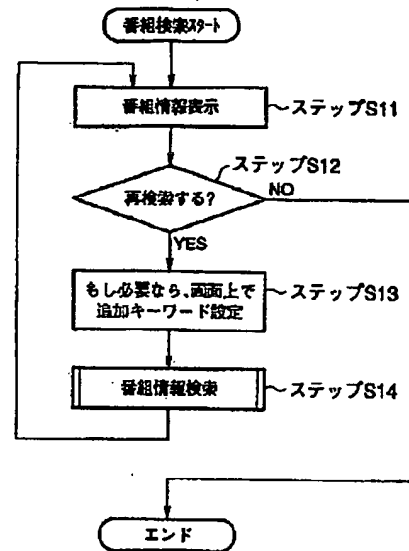 番組検索スタート
番組情報表示
ステップS11
ステップS12
再検索する?
NO
YES
もし必要なら、画面上で
追加キーワード設定
ステップS13
番組情報検索
ステップS14
エンド